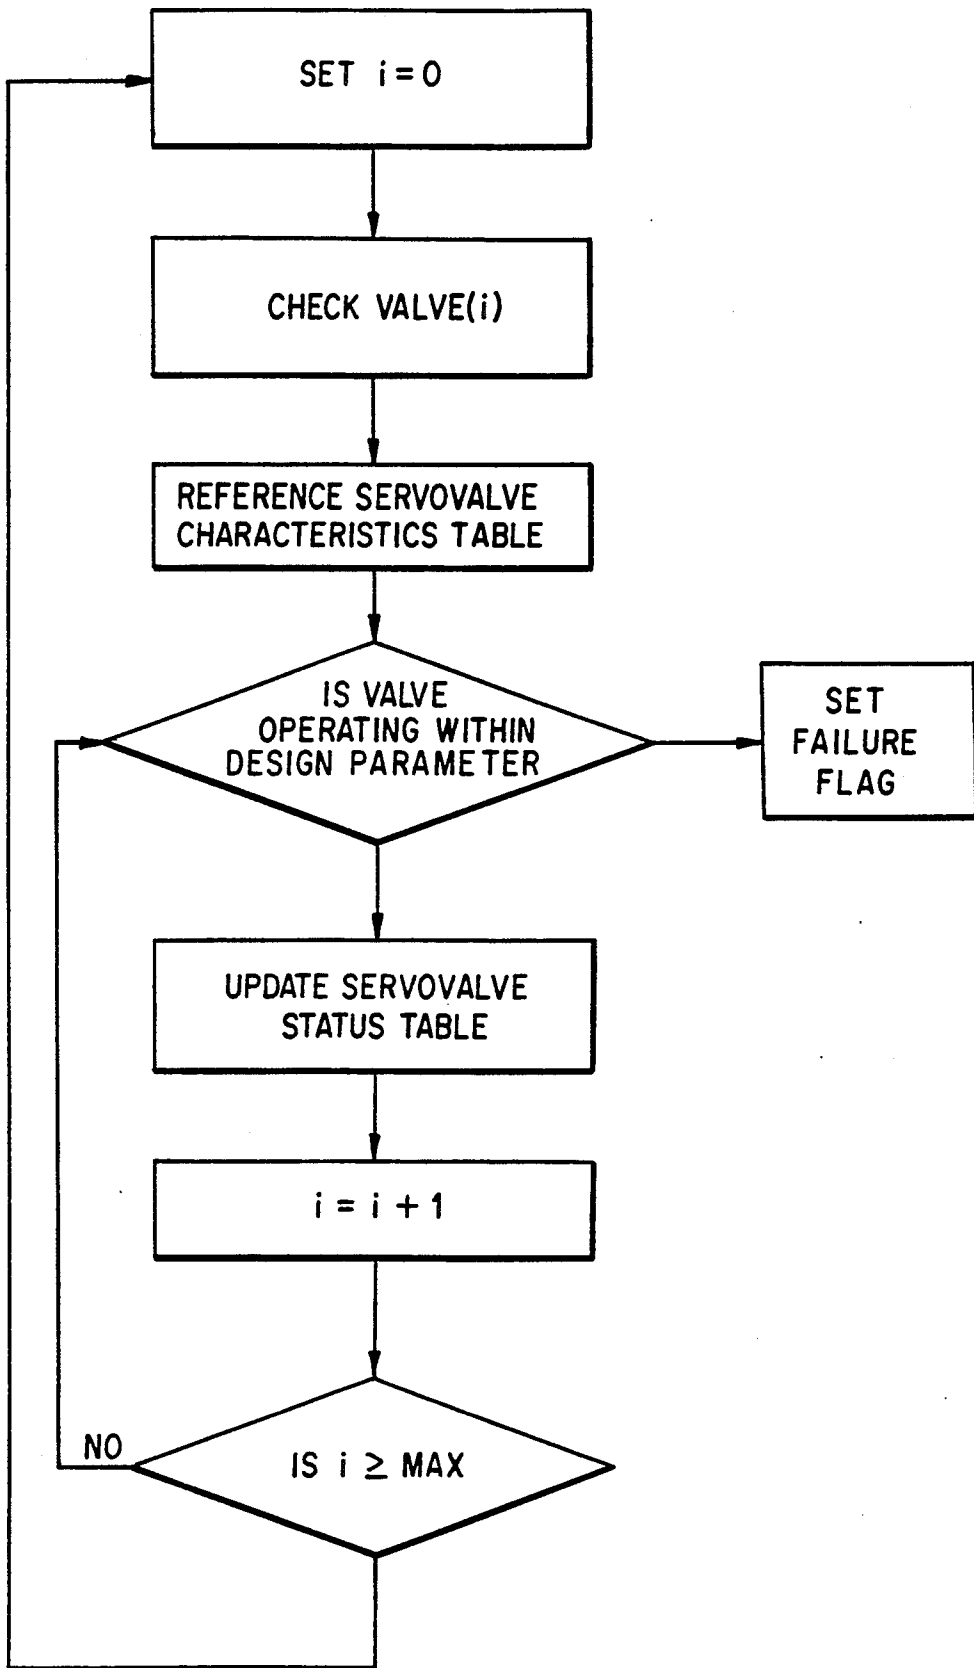 SET i = 0
CHECK VALVE(i)
REFERENCE SERVOVALVE
CHARACTERISTICS TABLE
IS VALVE
OPERATING WITHIN
DESIGN PARAMETER
SET
FAILURE
FLAG
UPDATE SERVOVALVE
STATUS TABLE
i = i + 1
NO
IS i ≥ MAX